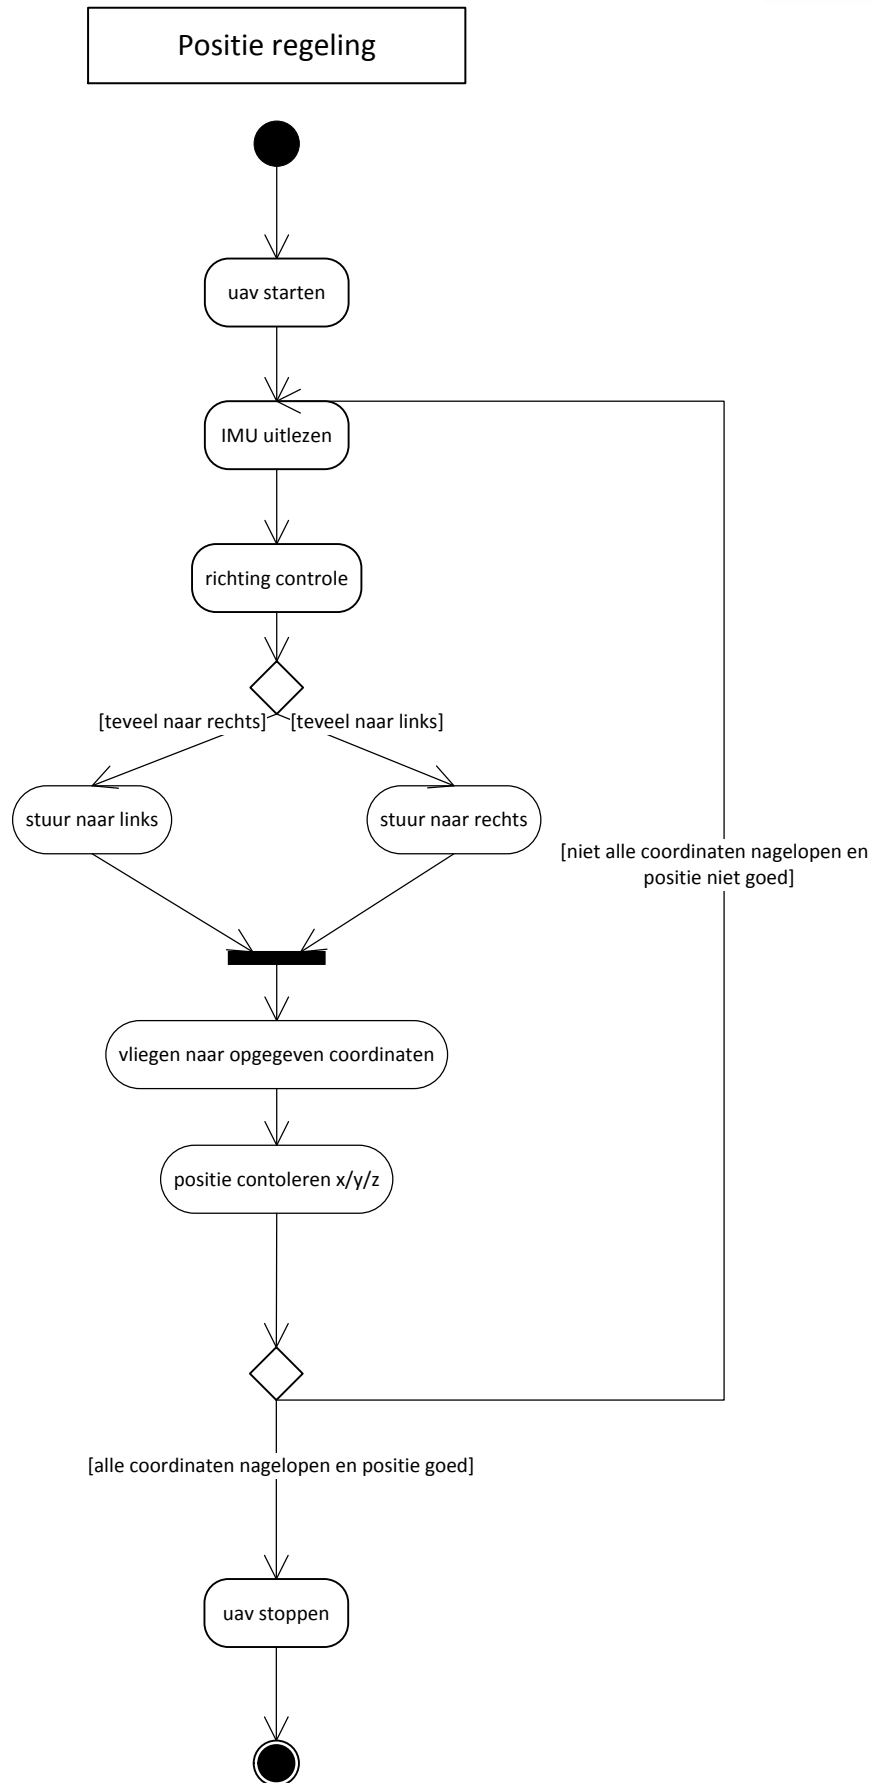 Positie regeling
uav starten
IMU uitlezen
richting controle
[teveel naar rechts]
[teveel naar links]
stuur naar links
stuur naar rechts
[niet alle coordinaten nagelopen en
positie niet goed]
vliegen naar opgegeven coordinaten
positie contoleren x/y/z
[alle coordinaten nagelopen en positie goed]
uav stoppen